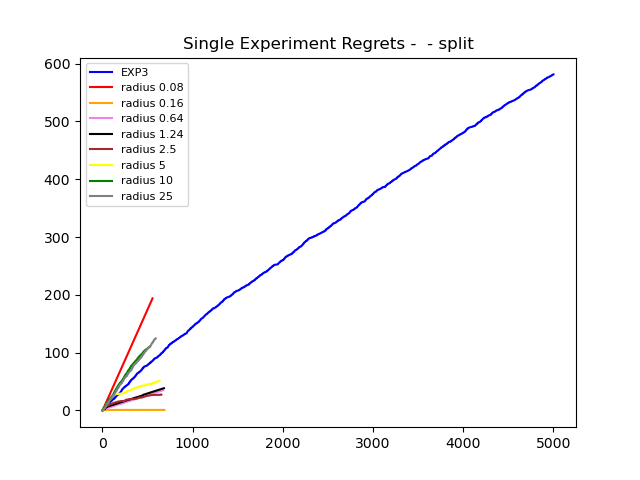 Single Experiment Regrets -  - split
600
500
400
300
200
100
0
EXP3
radius 0.08
radius 0.16
radius 0.64
radius 1.24
radius 2.5
radius 5
radius 10
radius 25
0 1000 2000 3000 4000 5000